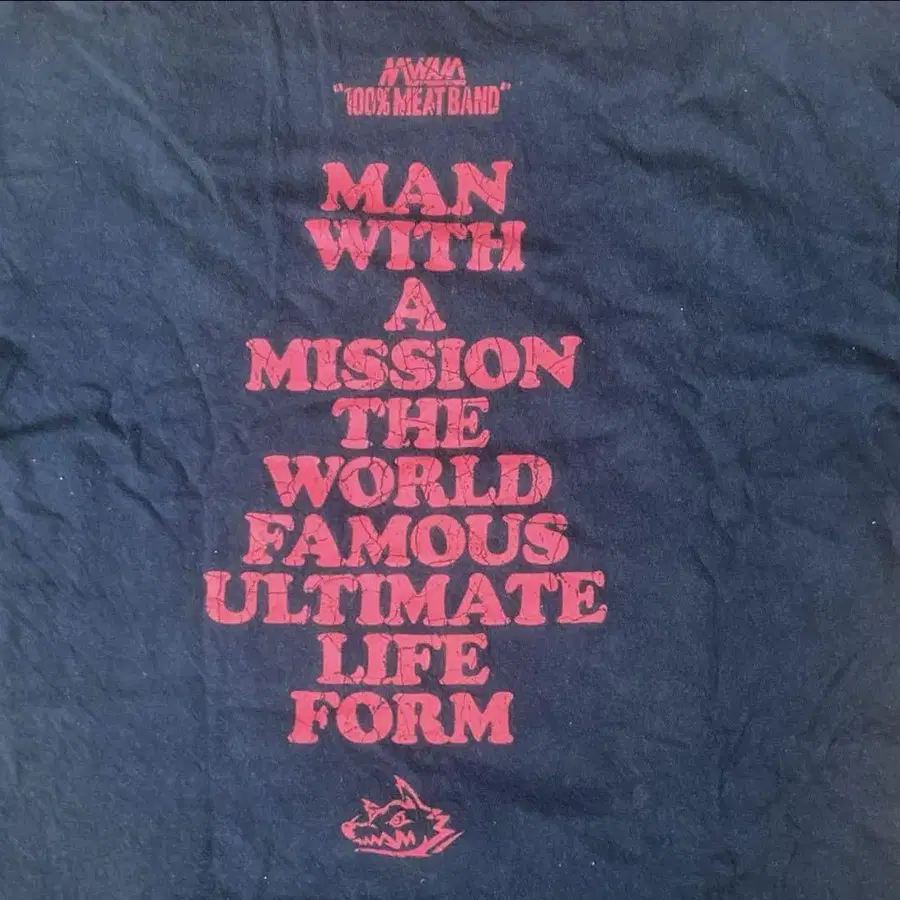 MWAM
"100% MEAT BAND"
MAN
WITH
A
MISSION
THE
WORLD
FAMOUS
ULTIMATE
LIFE
FORM